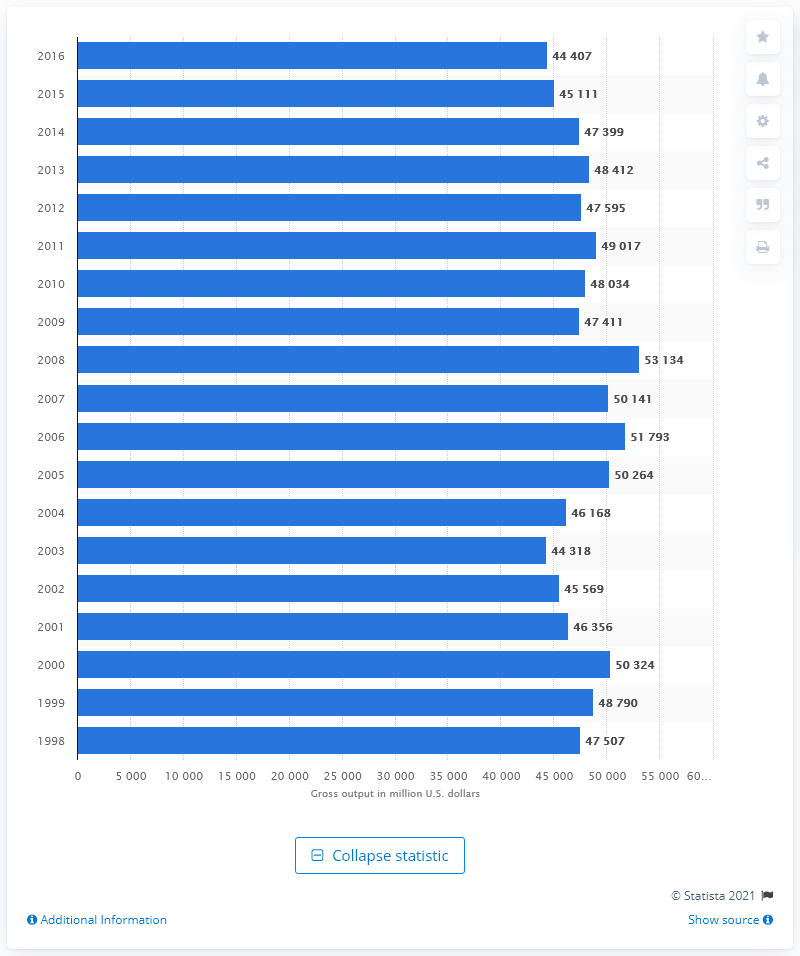 2016 44 407
2015 45 111
2014 47 399
2013 48 412
2012 47 595
2011 49 017
2010 48 034
2009 47 411
2008 53 134
2007 50 141
2006 51 793
2005 50 264
2004 46 168
2003 44 318
2002 45 569
2001 46 356
2000 50 324
1999 48 790
1998 47 507
0 5 000 10 000 15 000 20 000 25 000 30 000 35 000 40 000 45 000 50 000 55 000 60…
Gross output in million U.S. dollars
Collapse statistic
© Statista 2021
Additional Information Show source